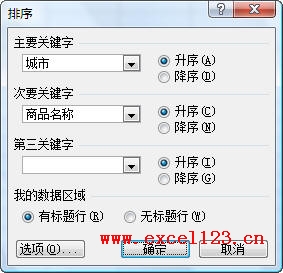 排序
主要关键字
城市
升序(A)
降序(D)
次要关键字
商品名称
升序(C)
降序(N)
第三关键字
升序(I)
降序(G)
我的数据区域
有标题行(R)
无标题行(W)
www.excel123.cn
选项(O)...
确定
取消